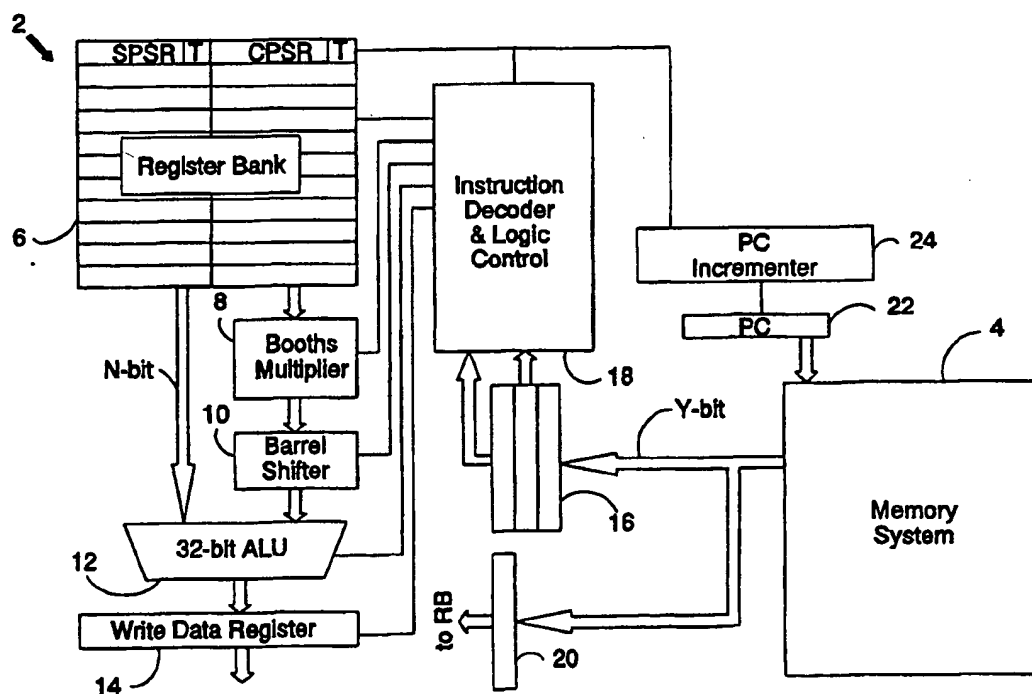 2
SPSR T CPSR T
Register Bank
6
Instruction
Decoder
& Logic
Control
PC
Incrementer
24
8
Booths
Multiplier
PC
22
4
N-bit
18
Y-bit
10
Barrel
Shifter
16
Memory
System
32-bit ALU
12
to RB
Write Data Register
14
20